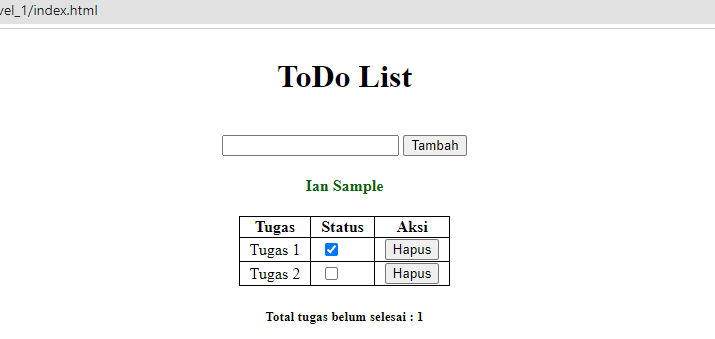 vel_1/index.html
ToDo List
Tambah
Ian Sample
Tugas Status Aksi
Tugas 1 Hapus
Tugas 2 Hapus
Total tugas belum selesai : 1